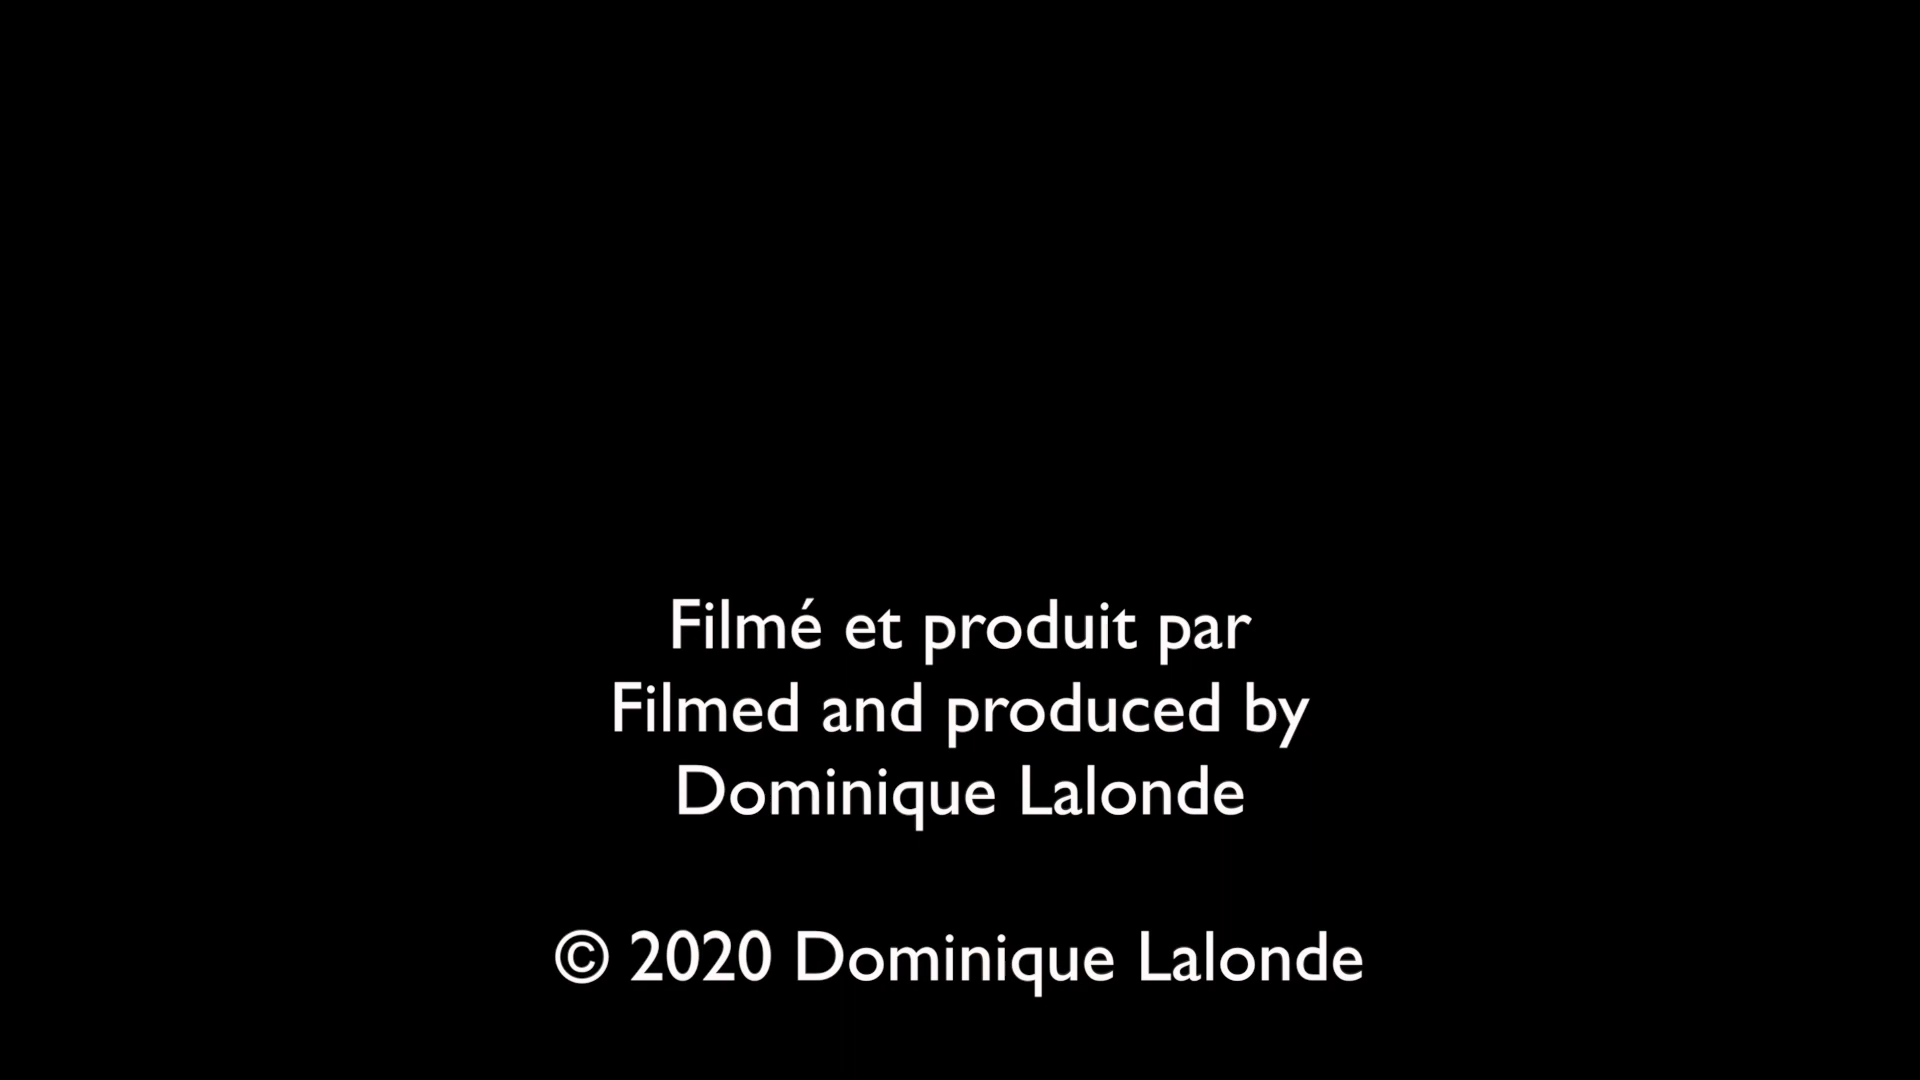 Filmé et produit par
Filmed and produced by
Dominique Lalonde
© 2020 Dominique Lalonde